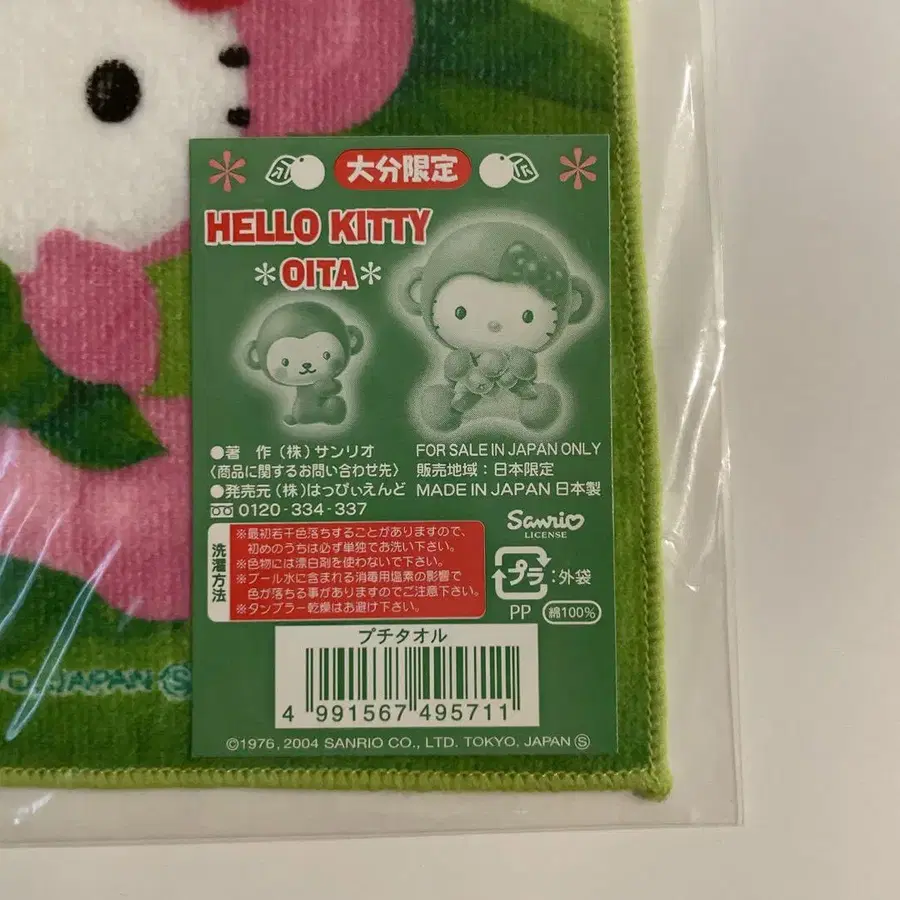 大分限定
HELLO KITTY
*OITA*
●著 作 (株) サンリオ
〈商品に関するお問い合わせ先〉
●発売元 (株) はっぴぃえんど
0120-334-337
FOR SALE IN JAPAN ONLY
販売地域:日本限定
MADE IN JAPAN 日本製
Sanrio
LICENSE
洗濯方法
※最初若干色落ちすることがありますので、
初めのうちは必ず単独でお洗い下さい。
※色物には漂白剤を使わないで下さい。
※プール水に含まれる消毒用塩素の影響で
色が落ちる事がありますのでご注意下さい。
※タンブラー乾燥はお避け下さい。
プラ:外袋
PP 綿100%
プチタオル
4 991567 495711
©1976, 2004 SANRIO CO., LTD. TOKYO, JAPAN Ⓢ
O, JAPAN Ⓢ